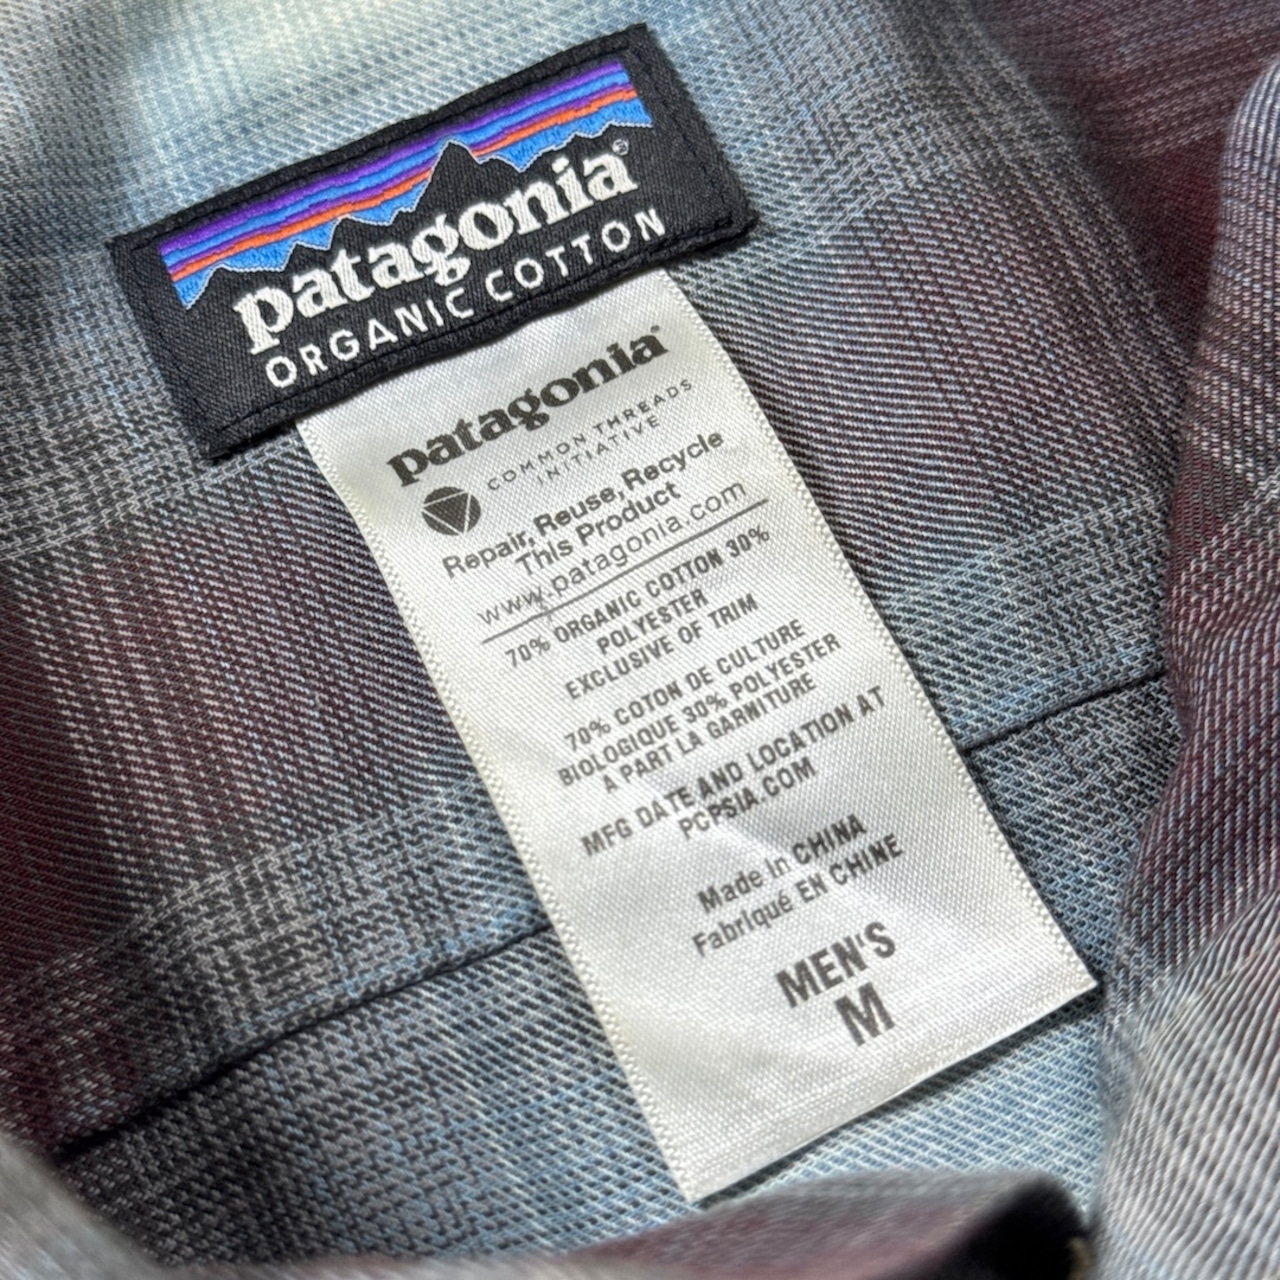 patagonia®
ORGANIC COTTON
patagonia®
COMMON THREADS
INITIATIVE
Repair, Reuse, Recycle
This Product
www.patagonia.com
70% ORGANIC COTTON 30%
POLYESTER
EXCLUSIVE OF TRIM
70% COTON DE CULTURE
BIOLOGIQUE 30% POLYESTER
A PART LA GARNITURE
MFG DATE AND LOCATION AT
PCPSIA.COM
Made In CHINA
Fabriqué EN CHINE
MEN'S
M